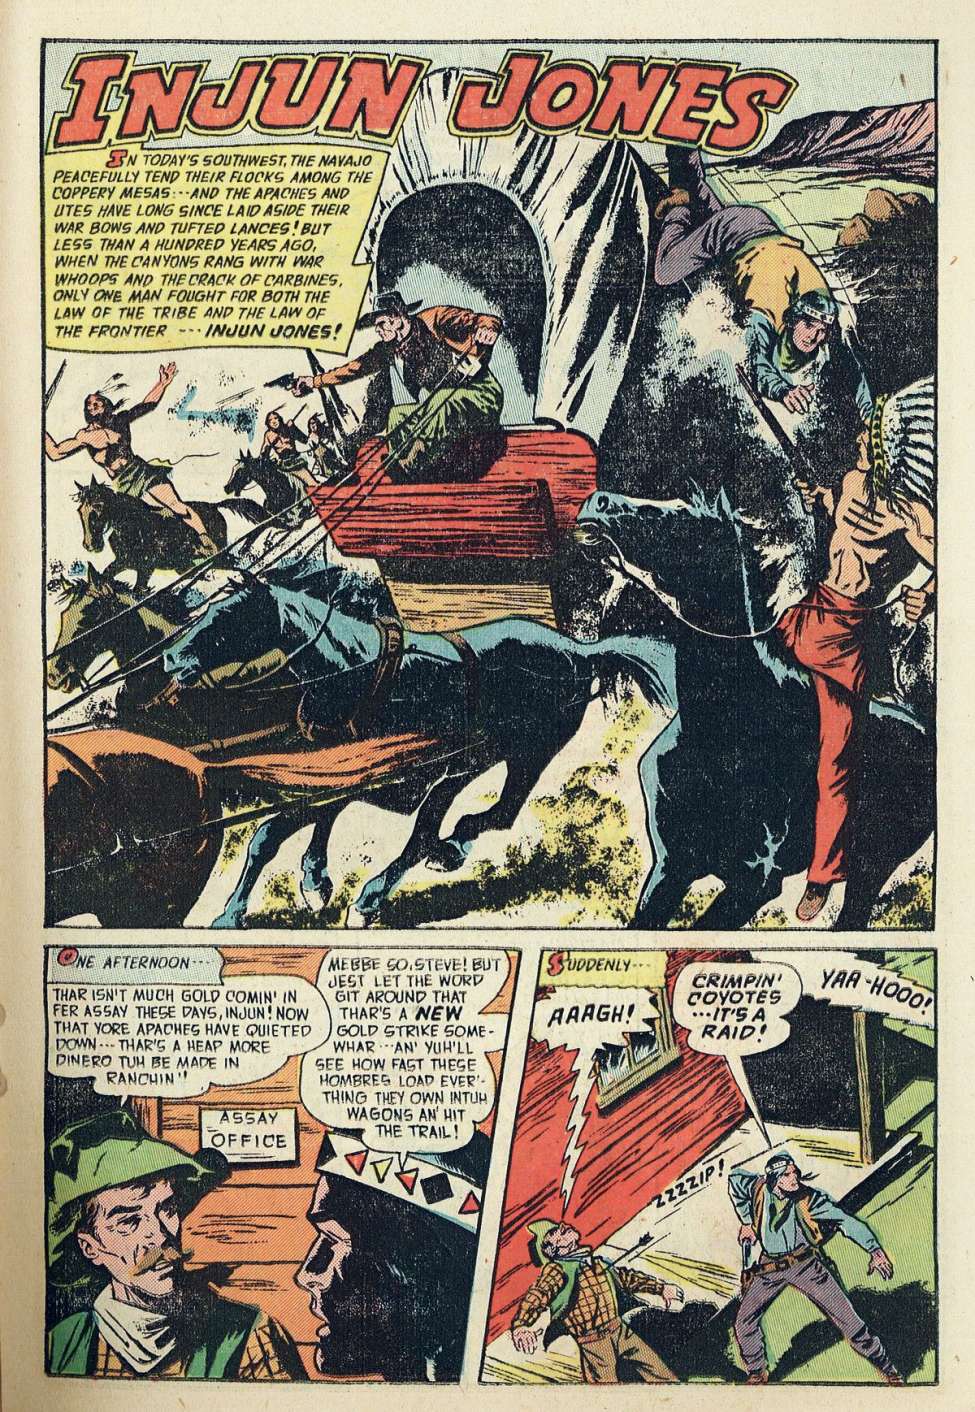 INJUN JONES
IN TODAY'S SOUTHWEST, THE NAVAJO
PEACEFULLY TEND THEIR FLOCKS AMONG THE
COPPERY MESAS...AND THE APACHES AND
UTES HAVE LONG SINCE LAID ASIDE THEIR
WAR BOWS AND TUFTED LANCES! BUT
LESS THAN A HUNDRED YEARS AGO,
WHEN THE CANYONS RANG WITH WAR
WHOOPS AND THE CRACK OF CARBINES,
ONLY ONE MAN FOUGHT FOR BOTH THE
LAW OF THE TRIBE AND THE LAW OF
THE FRONTIER --- INJUN JONES!
ONE AFTERNOON---
THAR ISN'T MUCH GOLD COMIN' IN
FER ASSAY THESE DAYS, INJUN! NOW
THAT YORE APACHES HAVE QUIETED
DOWN--- THAR'S A HEAP MORE
DINERO TUH BE MADE IN
RANCHIN'!
MEBBE SO, STEVE! BUT
JEST LET THE WORD
GIT AROUND THAT
THAR'S A NEW
GOLD STRIKE SOME-
WHAR---AN' YUH'LL
SEE HOW FAST THESE
HOMBRES LOAD EVER'-
THING THEY OWN INTUH
WAGONS AN' HIT
THE TRAIL!
ASSAY
OFFICE
SUDDENLY---
AAAGH!
CRIMPIN'
COYOTES
...IT'S A
RAID!
YAA-HOOO!
ZZZZIP!